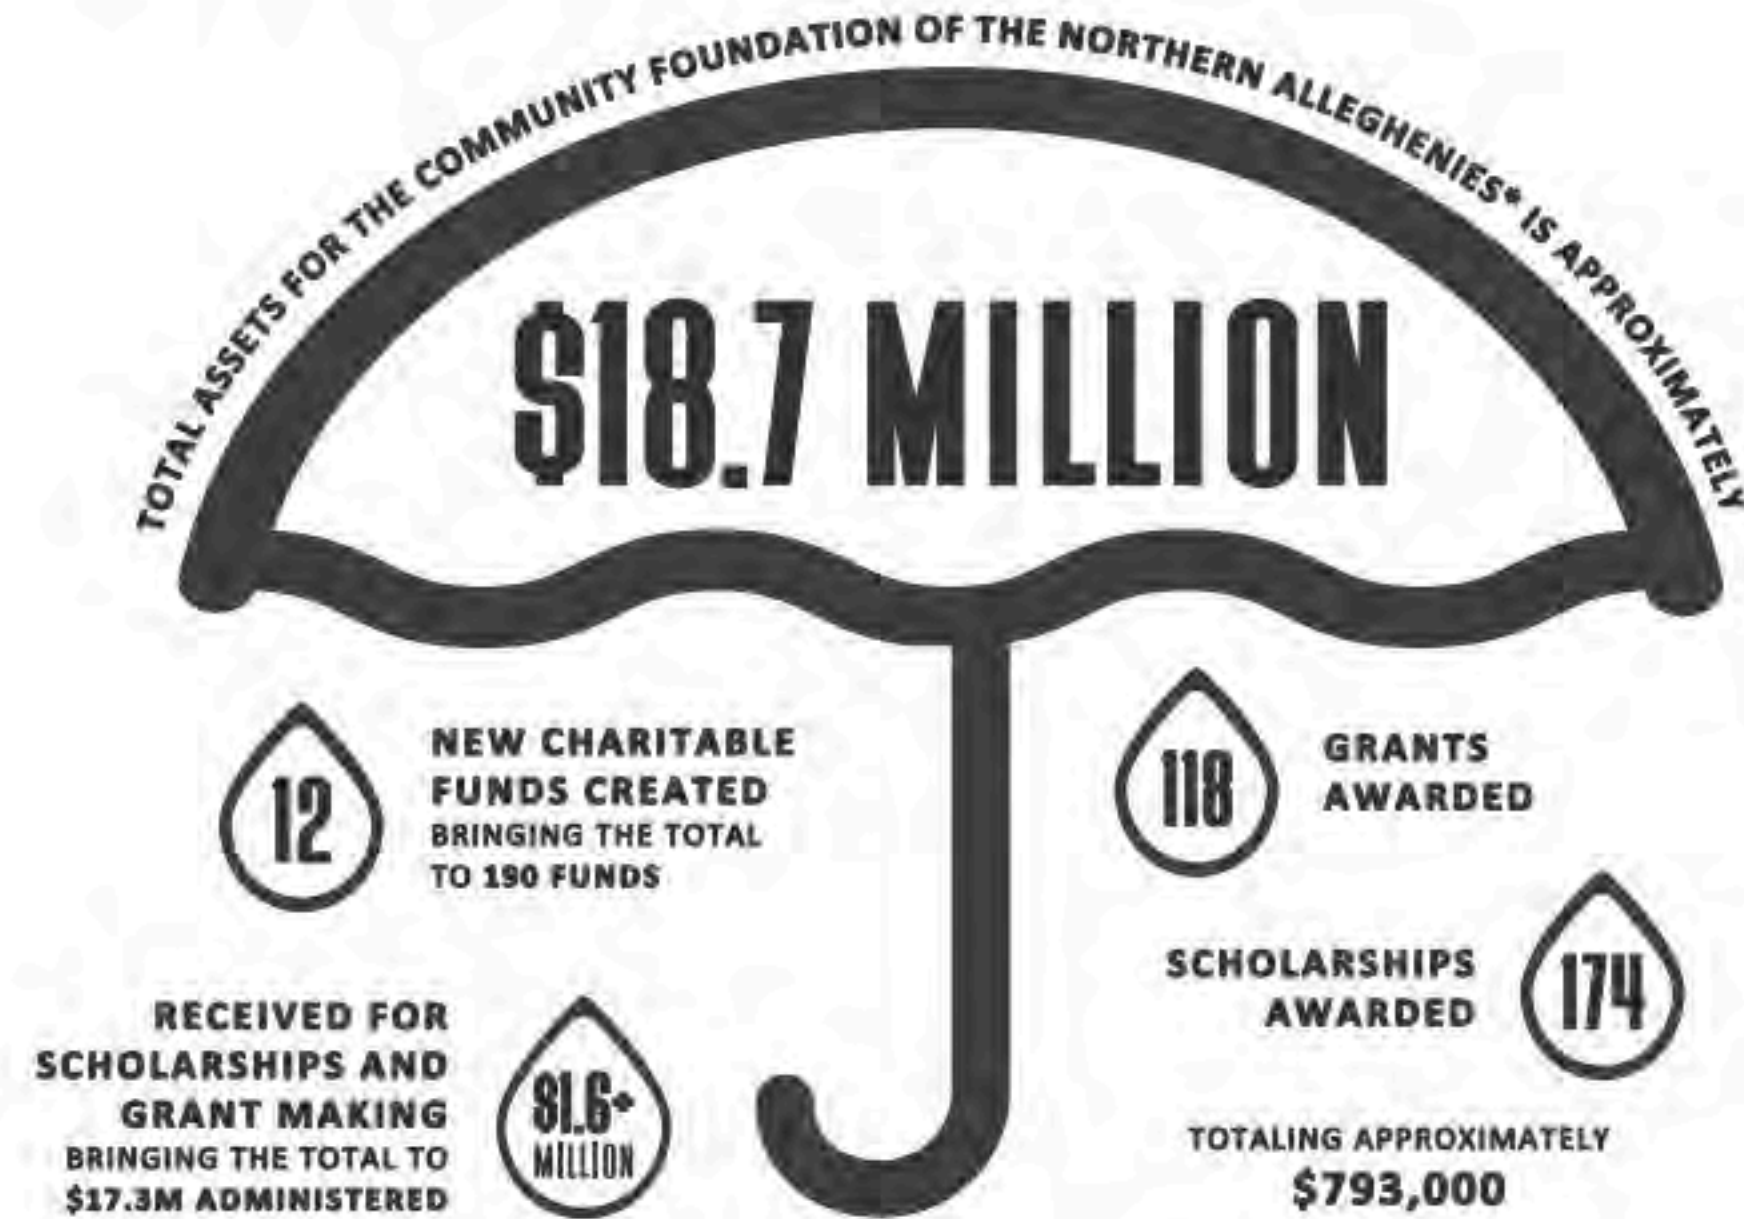 TOTAL ASSETS FOR THE COMMUNITY FOUNDATION OF THE NORTHERN ALLEGHENIES* IS APPROXIMATELY
$18.7 MILLION
12
NEW CHARITABLE
FUNDS CREATED
BRINGING THE TOTAL
TO 190 FUNDS
RECEIVED FOR
SCHOLARSHIPS AND
GRANT MAKING
BRINGING THE TOTAL TO
$17.3M ADMINISTERED
$1.6+
MILLION
118
GRANTS
AWARDED
SCHOLARSHIPS
AWARDED
174
TOTALING APPROXIMATELY
$793,000